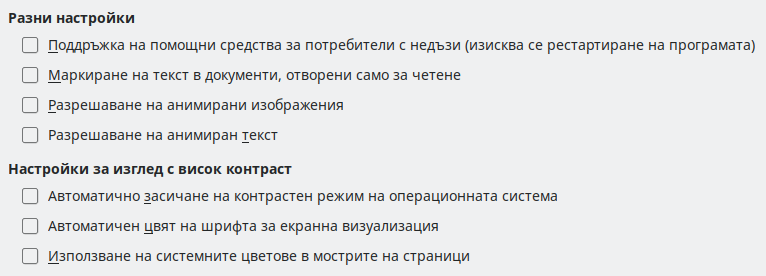 Разни настройки
Поддръжка на помощни средства за потребители с недъзи (изисква се рестартиране на програмата)
Маркиране на текст в документи, отворени само за четене
Разрешаване на анимирани изображения
Разрешаване на анимиран текст
Настройки за изглед с висок контраст
Автоматично засичане на контрастен режим на операционната система
Автоматичен цвят на шрифта за екранна визуализация
Използване на системните цветове в мострите на страници